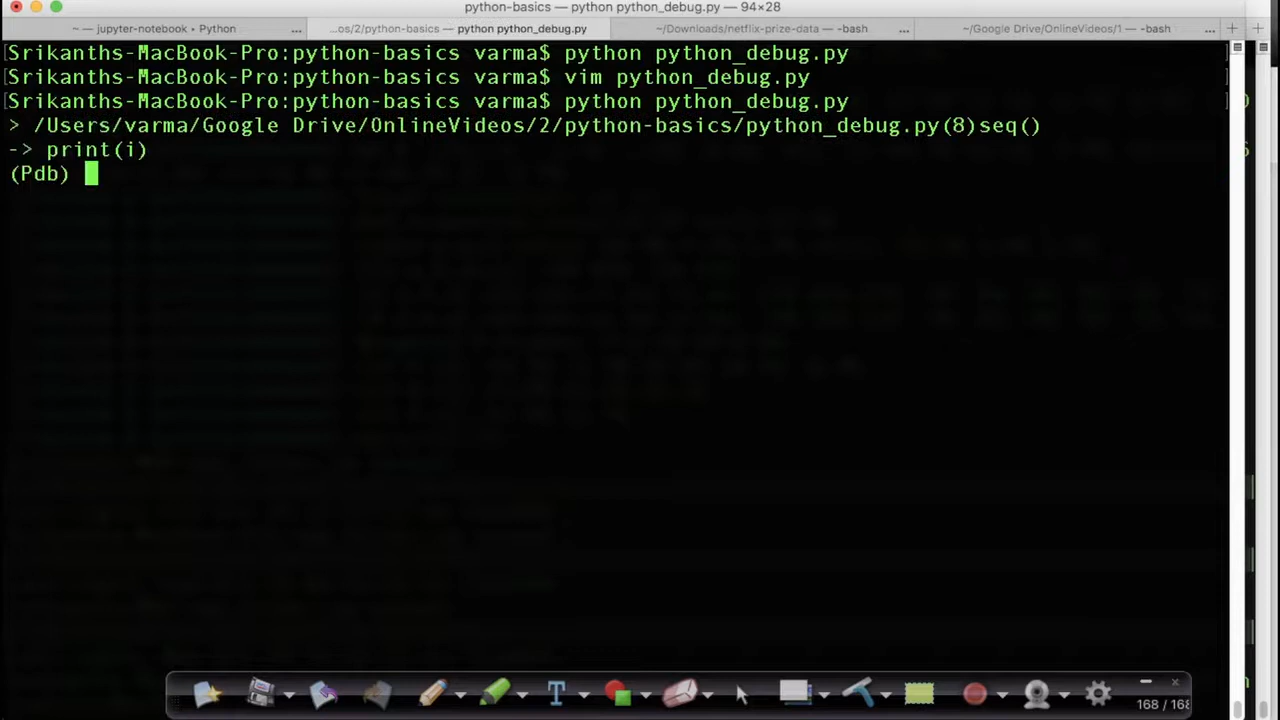 python-basics — python python_debug.py — 94×28
~ — jupyter-notebook • Python ... ...os/2/python-basics — python python_debug.py ~/Downloads/netflix-prize-data — -bash ... ~/Google Drive/OnlineVideos/1 — -bash ... +
[Srikanths-MacBook-Pro:python-basics varma$ python python_debug.py ]
[Srikanths-MacBook-Pro:python-basics varma$ vim python_debug.py ]
[Srikanths-MacBook-Pro:python-basics varma$ python python_debug.py ]
> /Users/varma/Google Drive/OnlineVideos/2/python-basics/python_debug.py(8)seq()
-> print(i)
(Pdb)
T
168 / 168